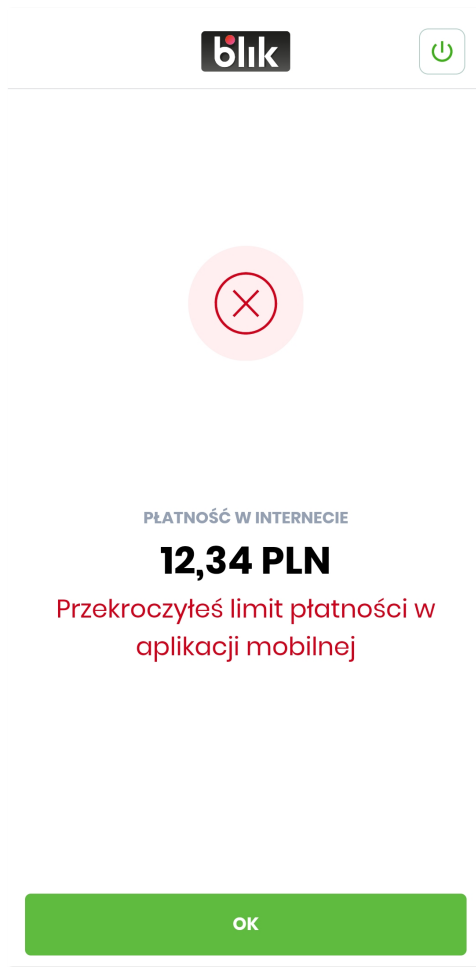 blik
PŁATNOŚĆ W INTERNECIE
12,34 PLN
Przekroczyłeś limit płatności w
aplikacji mobilnej
OK